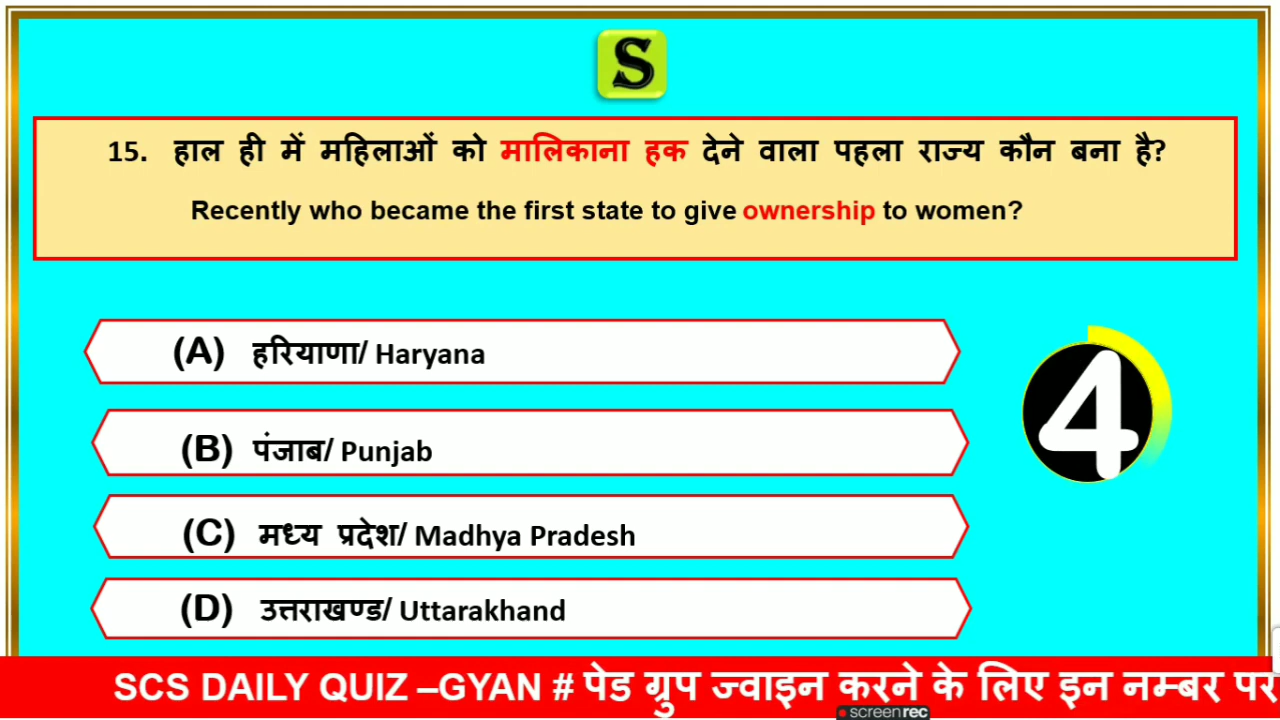 S
15. हाल ही में महिलाओं को मालिकाना हक देने वाला पहला राज्य कौन बना है?
Recently who became the first state to give ownership to women?
(A) हरियाणा/ Haryana
(B) पंजाब/ Punjab
(C) मध्य प्रदेश/ Madhya Pradesh
(D) उत्तराखण्ड/ Uttarakhand
4
SCS DAILY QUIZ –GYAN # पेड ग्रुप ज्वाइन करने के लिए इन नम्बर पर
screenrec